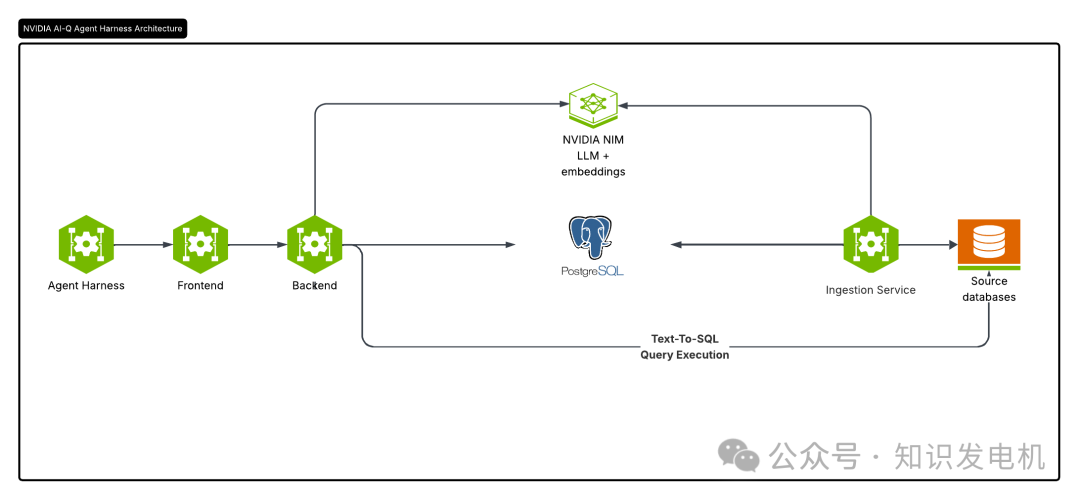 NVIDIA AI-Q Agent Harness Architecture
NVIDIA NIM
LLM +
embeddings
Agent Harness
Frontend
Backend
PostgreSQL
Ingestion Service
Source
databases
Text-To-SQL
Query Execution
公众号 · 知识发电机